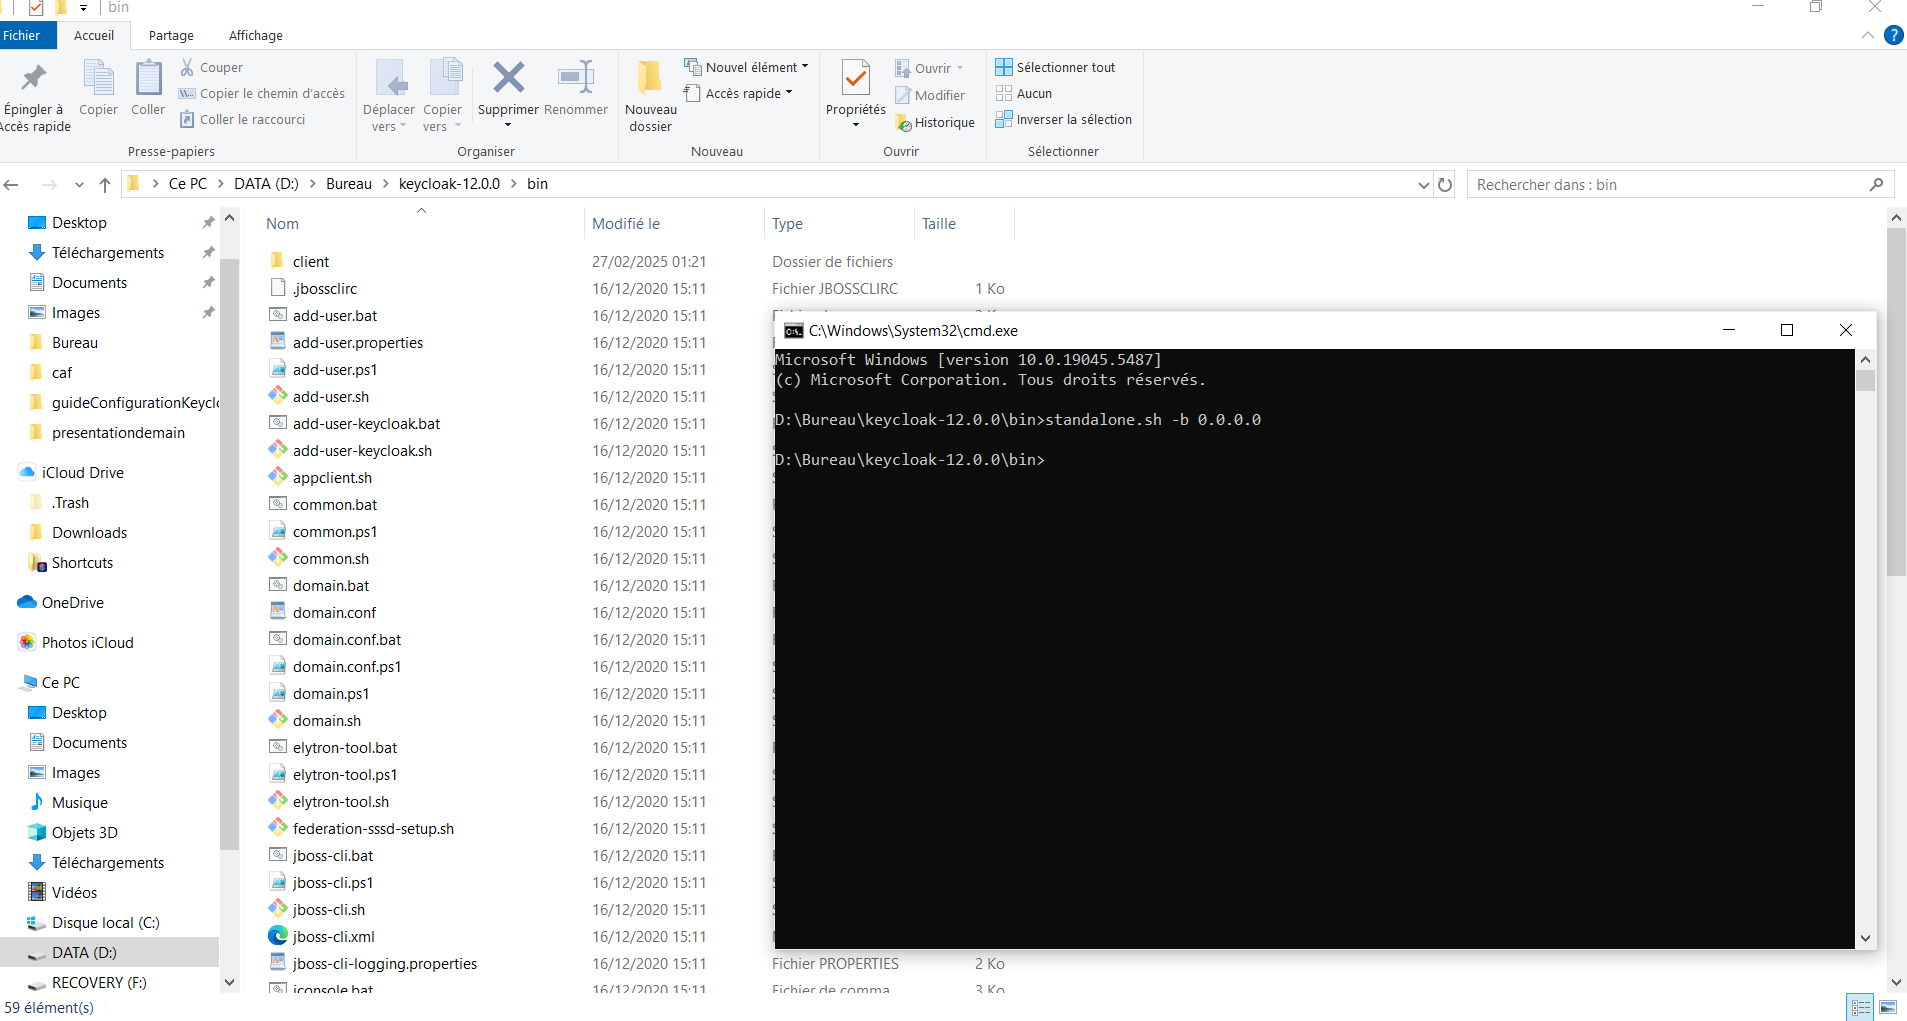 bin
Fichier
Accueil
Partage
Affichage
Épingler à
Accès rapide
Copier
Coller
Couper
Copier le chemin d'accès
Coller le raccourci
Presse-papiers
Déplacer
vers
Copier
vers
Supprimer
Renommer
Organiser
Nouveau
dossier
Nouvel élément
Accès rapide
Nouveau
Propriétés
Ouvrir
Modifier
Historique
Ouvrir
Sélectionner tout
Aucun
Inverser la sélection
Sélectionner
Ce PC > DATA (D:) > Bureau > keycloak-12.0.0 > bin
Rechercher dans : bin
Desktop
Téléchargements
Documents
Images
Bureau
caf
guideConfigurationKeycl
presentationdemain
iCloud Drive
.Trash
Downloads
Shortcuts
OneDrive
Photos iCloud
Ce PC
Desktop
Documents
Images
Musique
Objets 3D
Téléchargements
Vidéos
Disque local (C:)
DATA (D:)
RECOVERY (F:)
Nom Modifié le Type Taille
client 27/02/2025 01:21 Dossier de fichiers
.jbossclirc 16/12/2020 15:11 Fichier JBOSSCLIRC 1 Ko
add-user.bat 16/12/2020 15:11
add-user.properties 16/12/2020 15:11
add-user.ps1 16/12/2020 15:11
add-user.sh 16/12/2020 15:11
add-user-keycloak.bat 16/12/2020 15:11
add-user-keycloak.sh 16/12/2020 15:11
appclient.sh 16/12/2020 15:11
common.bat 16/12/2020 15:11
common.ps1 16/12/2020 15:11
common.sh 16/12/2020 15:11
domain.bat 16/12/2020 15:11
domain.conf 16/12/2020 15:11
domain.conf.bat 16/12/2020 15:11
domain.conf.ps1 16/12/2020 15:11
domain.ps1 16/12/2020 15:11
domain.sh 16/12/2020 15:11
elytron-tool.bat 16/12/2020 15:11
elytron-tool.ps1 16/12/2020 15:11
elytron-tool.sh 16/12/2020 15:11
federation-sssd-setup.sh 16/12/2020 15:11
jboss-cli.bat 16/12/2020 15:11
jboss-cli.ps1 16/12/2020 15:11
jboss-cli.sh 16/12/2020 15:11
jboss-cli.xml 16/12/2020 15:11
jboss-cli-logging.properties 16/12/2020 15:11 Fichier PROPERTIES 2 Ko
jconsole.bat 16/12/2020 15:11 Fichier de comma 3 Ko
C:\Windows\System32\cmd.exe
Microsoft Windows [version 10.0.19045.5487]
(c) Microsoft Corporation. Tous droits réservés.
D:\Bureau\keycloak-12.0.0\bin>standalone.sh -b 0.0.0.0
D:\Bureau\keycloak-12.0.0\bin>
59 élément(s)